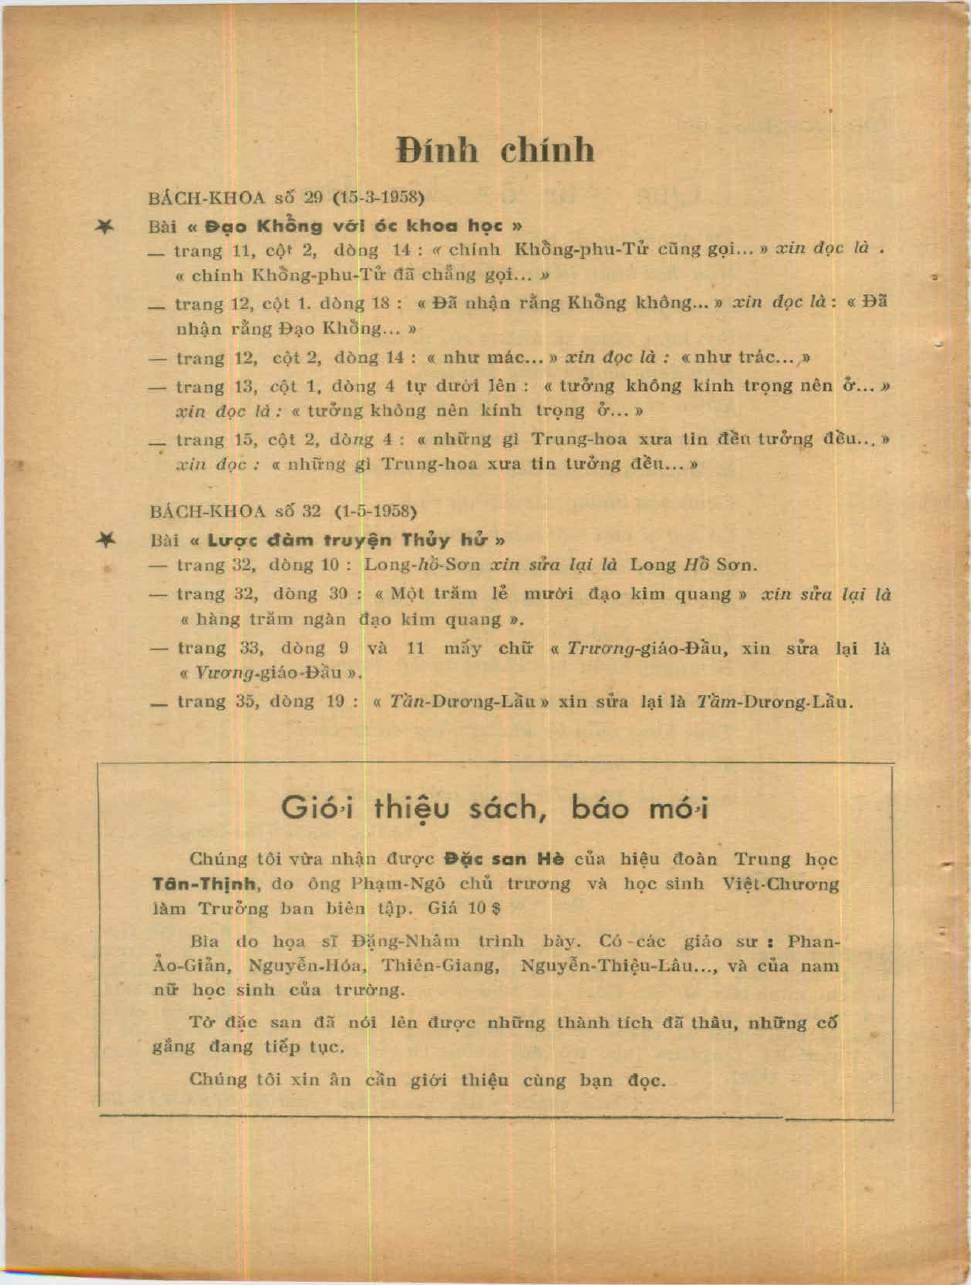 Đính chính
BÁCH-KHOA số 29 (15-3-1958)
★ Bài « Đạo Khổng với óc khoa học »
— trang 11, cột 2, dòng 14 : « chính Khổng-phu-Tử cũng gọi... » xin đọc là .
« chính Khổng-phu-Tử đã chẳng gọi... »
— trang 12, cột 1. dòng 18 : « Đã nhận rằng Khổng không... » xin đọc là : « Đã
nhận rằng Đạo Khổng... »
— trang 12, cột 2, dòng 14 : « như mác... » xin đọc là : « như trác... »
— trang 13, cột 1, dòng 4 tự dưới lên : « tưởng không kính trọng nên ở... »
xin đọc là : « tưởng không nên kính trọng ở... »
— trang 15, cột 2, dòng 4 : « những gì Trung-hoa xưa tin đều tưởng đều... »
xin đọc : « những gì Trung-hoa xưa tin tưởng đều... »
BÁCH-KHOA số 32 (1-5-1958)
★ Bài « Lược đàm truyện Thủy hử »
— trang 32, dòng 10 : Long-hồ-Sơn xin sửa lại là Long Hồ Sơn.
— trang 32, dòng 30 : « Một trăm lẻ mười đạo kim quang » xin sửa lại là
« hàng trăm ngàn đạo kim quang ».
— trang 33, dòng 9 và 11 mấy chữ « Trương-giáo-Đầu, xin sửa lại là
« Vương-giáo-Đầu ».
— trang 35, dòng 19 : « Tần-Dương-Lầu » xin sửa lại là Tầm-Dương-Lầu.
Giới thiệu sách, báo mới
Chúng tôi vừa nhận được Đặc san Hè của hiệu đoàn Trung học
Tân-Thịnh, do ông Phạm-Ngô chủ trương và học sinh Việt-Chương
làm Trưởng ban biên tập. Giá 10 $
Bìa do họa sĩ Đặng-Nhâm trình bày. Có các giáo sư : Phan-
Ảo-Giản, Nguyễn-Hóa, Thiên-Giang, Nguyễn-Thiệu-Lâu..., và của nam
nữ học sinh của trường.
Tờ đặc san đã nói lên được những thành tích đã thâu, những cố
gắng đang tiếp tục.
Chúng tôi xin ân cần giới thiệu cùng bạn đọc.